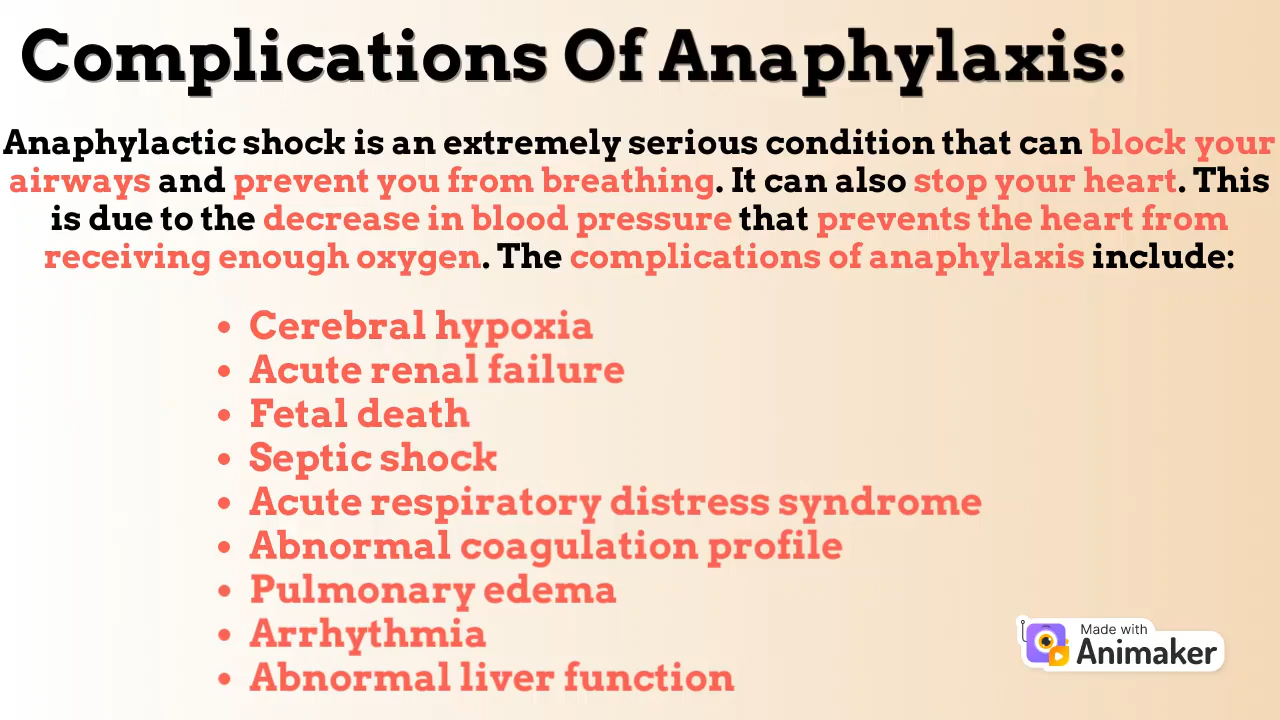 Complications Of Anaphylaxis:
Anaphylactic shock is an extremely serious condition that can block your
airways and prevent you from breathing. It can also stop your heart. This
is due to the decrease in blood pressure that prevents the heart from
receiving enough oxygen. The complications of anaphylaxis include:
• Cerebral hypoxia
• Acute renal failure
• Fetal death
• Septic shock
• Acute respiratory distress syndrome
• Abnormal coagulation profile
• Pulmonary edema
• Arrhythmia
• Abnormal liver function
Made with
Animaker